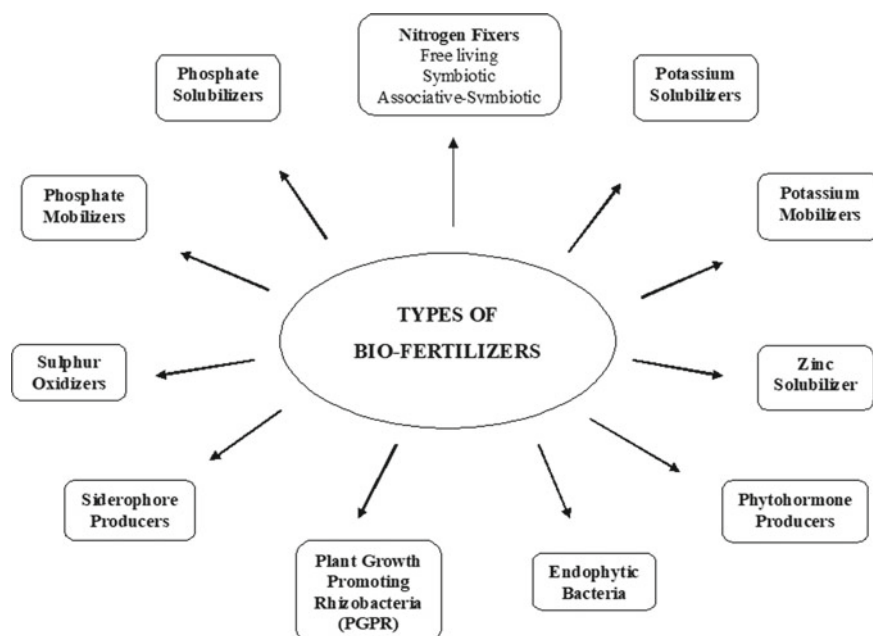 Nitrogen Fixers
Free living
Symbiotic
Associative-Symbiotic
Phosphate
Solubilizers
Potassium
Solubilizers
Phosphate
Mobilizers
Potassium
Mobilizers
TYPES OF
BIO-FERTILIZERS
Sulphur
Oxidizers
Zinc
Solubilizer
Siderophore
Producers
Phytohormone
Producers
Plant Growth
Promoting
Rhizobacteria
(PGPR)
Endophytic
Bacteria